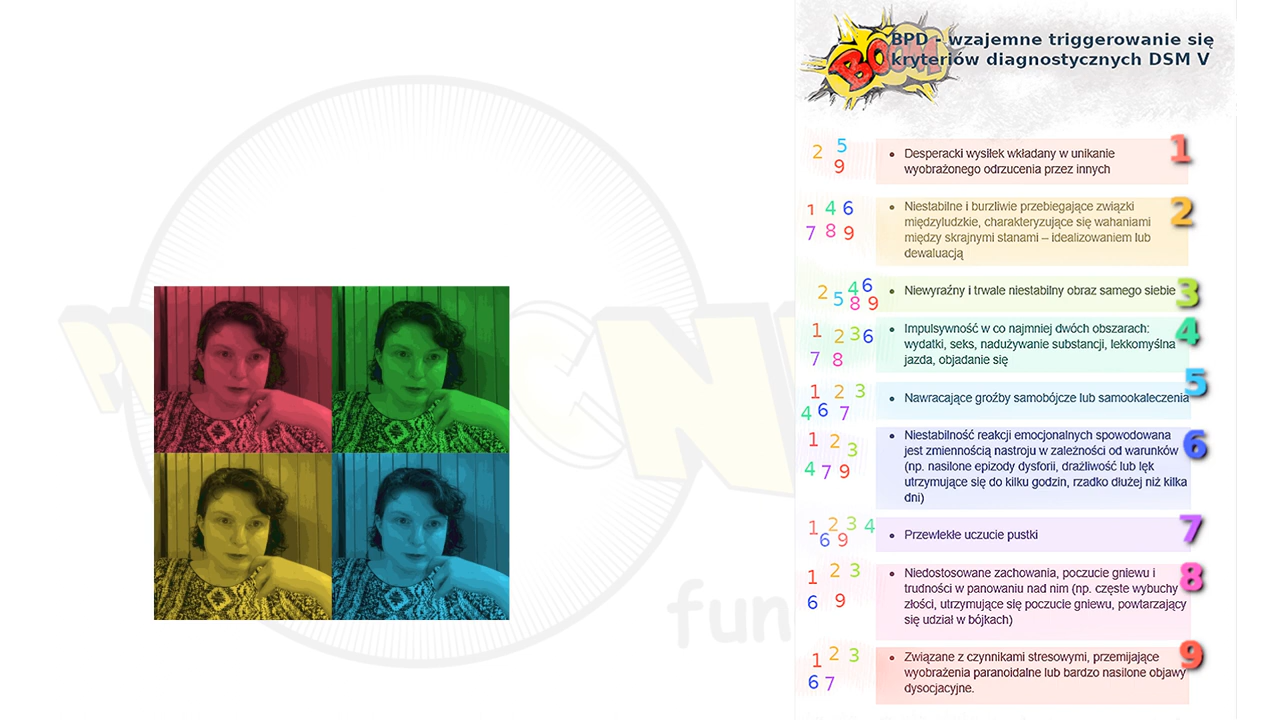 BOOM
BPD - wzajemne triggerowanie się
kryteriów diagnostycznych DSM V
2 5
9
• Desperacki wysiłek wkładany w unikanie
wyobrażonego odrzucenia przez innych
1
1 4 6
7 8 9
• Niestabilne i burzliwie przebiegające związki
międzyludzkie, charakteryzujące się wahaniami
między skrajnymi stanami – idealizowaniem lub
dewaluacją
2
2 5 4 6
8 9
• Niewyraźny i trwale niestabilny obraz samego siebie
3
1 2 3 6
7 8
• Impulsywność w co najmniej dwóch obszarach:
wydatki, seks, nadużywanie substancji, lekkomyślna
jazda, objadanie się
4
1 2 3
4 6 7
• Nawracające groźby samobójcze lub samookaleczenia
5
1 2 3
4 7 9
• Niestabilność reakcji emocjonalnych spowodowana
jest zmiennością nastroju w zależności od warunków
(np. nasilone epizody dysforii, drażliwość lub lęk
utrzymujące się do kilku godzin, rzadko dłużej niż kilka
dni)
6
1 2 3 4
6 9
• Przewlekłe uczucie pustki
7
1 2 3
6 9
• Niedostosowane zachowania, poczucie gniewu i
trudności w panowaniu nad nim (np. częste wybuchy
złości, utrzymujące się poczucie gniewu, powtarzający
się udział w bójkach)
8
1 2 3
6 7
• Związane z czynnikami stresowymi, przemijające
wyobrażenia paranoidalne lub bardzo nasilone objawy
dysocjacyjne.
9